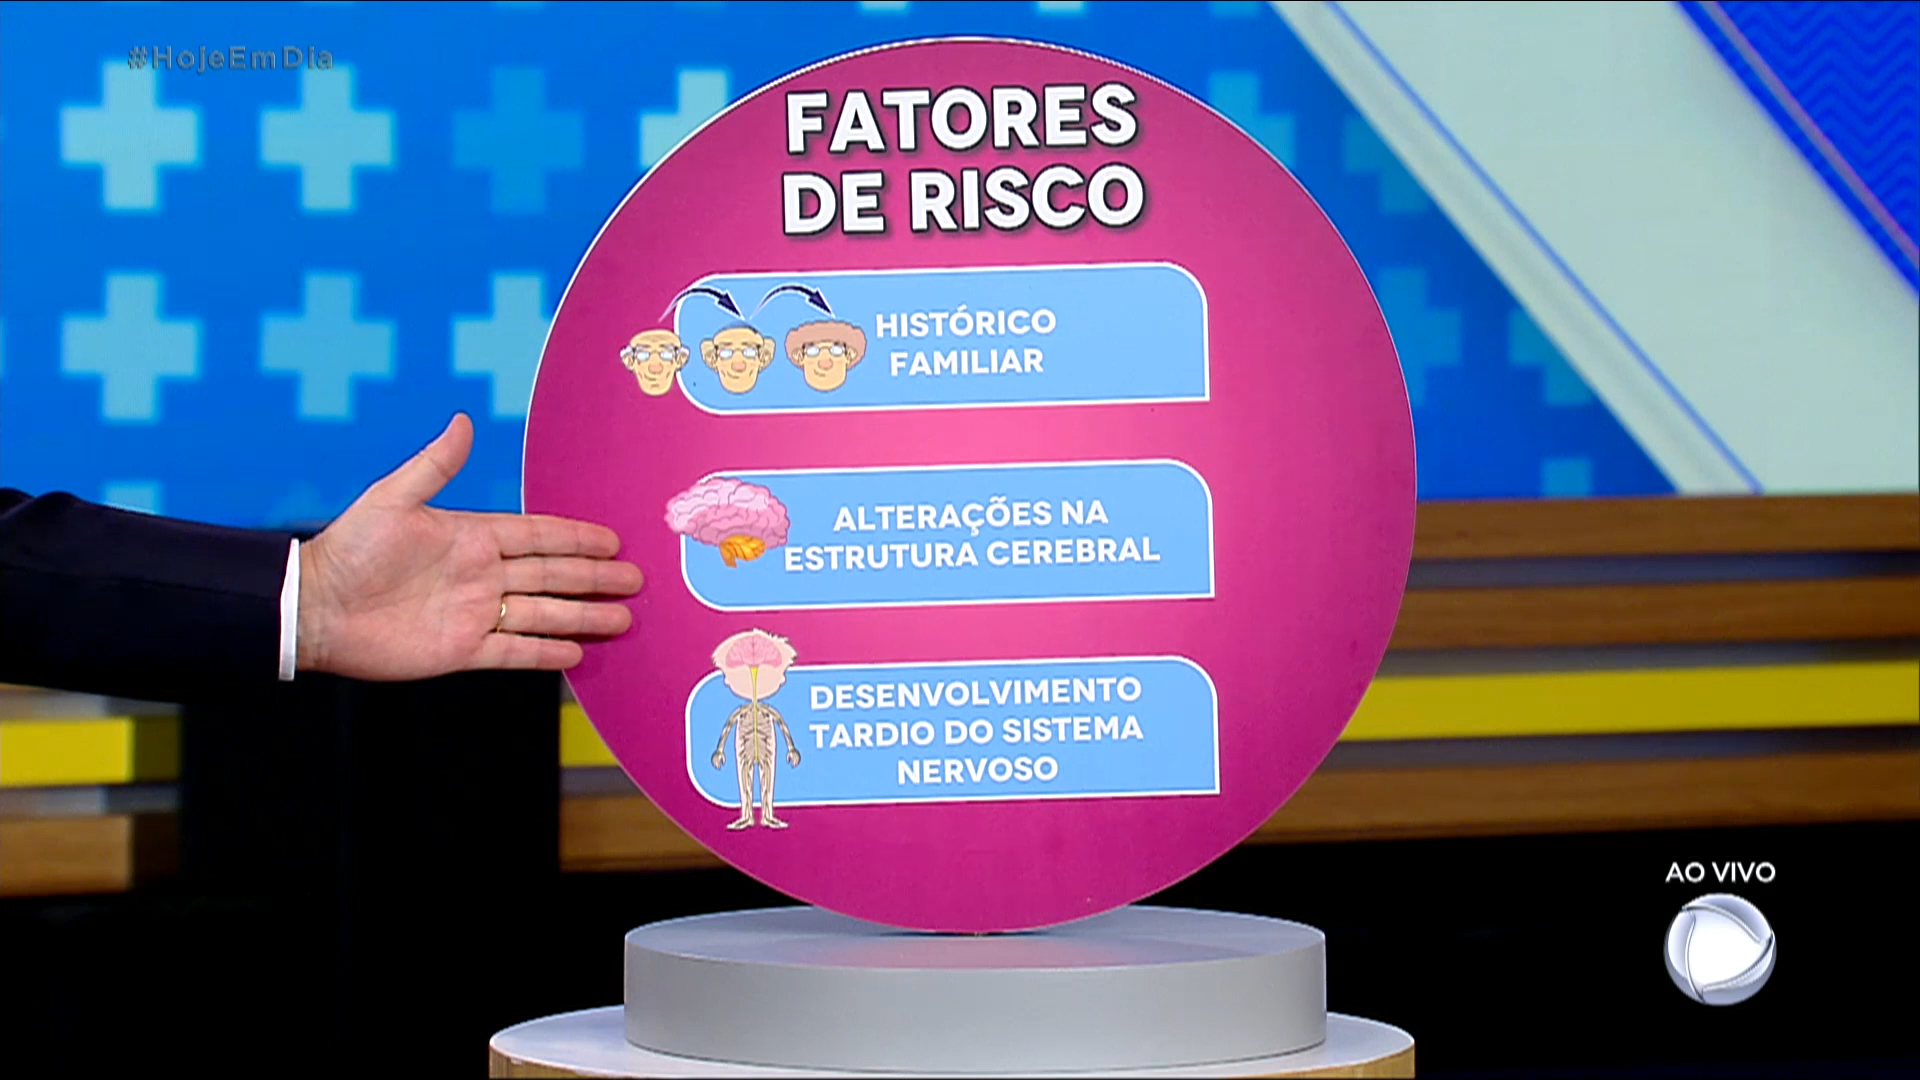 #HojeEmDia
FATORES
DE RISCO
HISTÓRICO
FAMILIAR
ALTERAÇÕES NA
ESTRUTURA CEREBRAL
DESENVOLVIMENTO
TARDIO DO SISTEMA
NERVOSO
AO VIVO